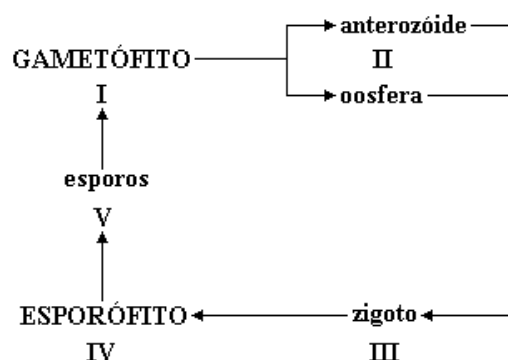 anterozóide
GAMETÓFITO
II
I
oosfera
esporos
V
ESPORÓFITO
zigoto
IV
III